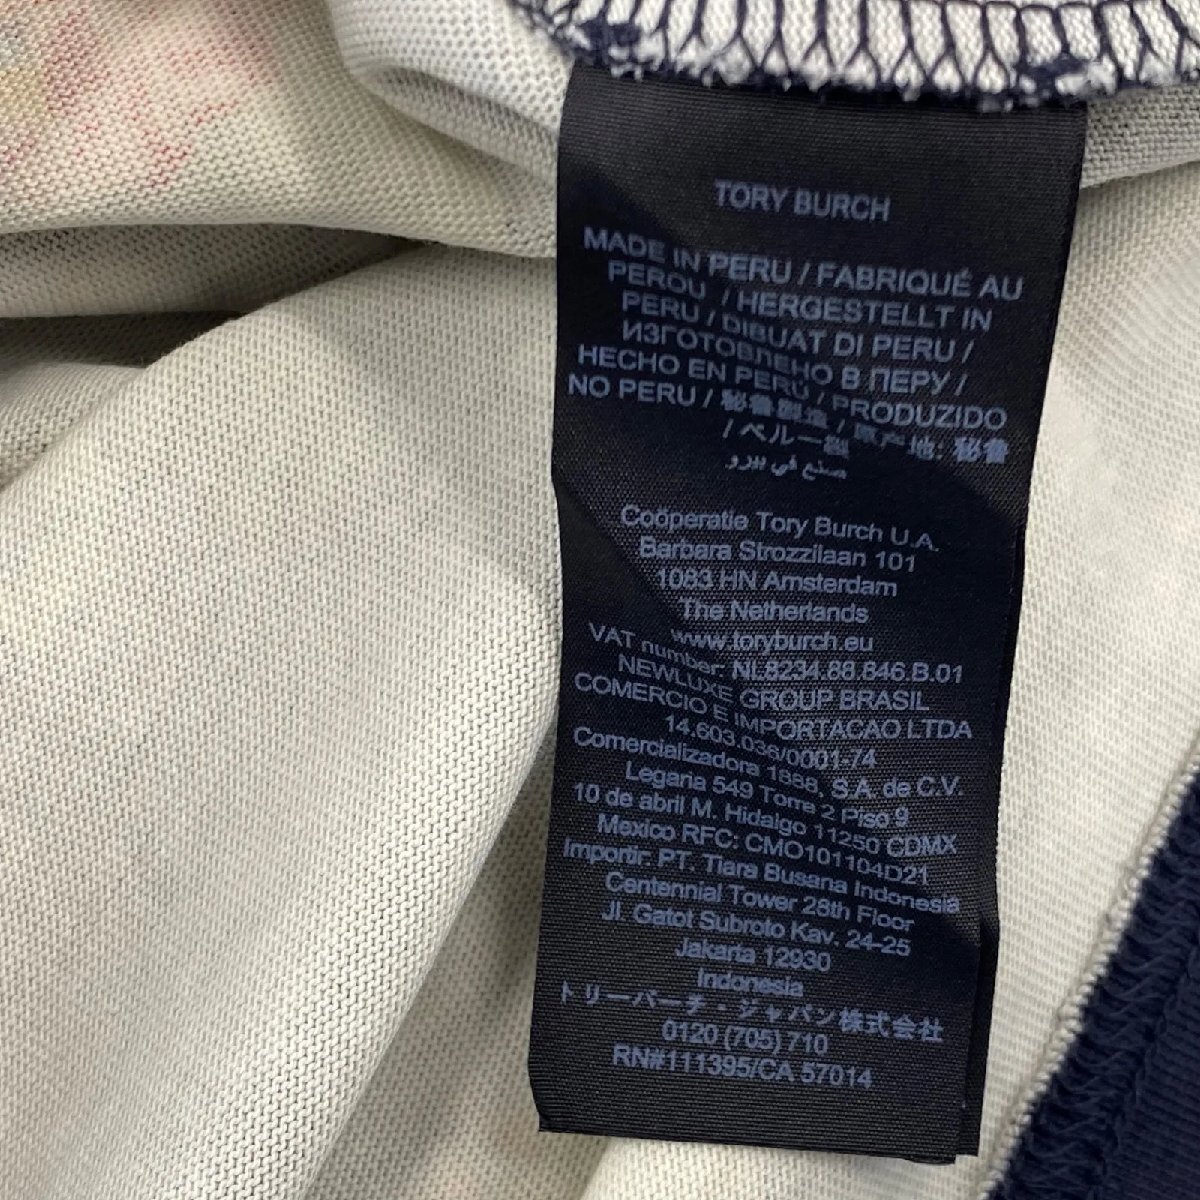 TORY BURCH
MADE IN PERU / FABRIQUÉ AU
PEROU / HERGESTELLT IN
PERU / DIBUAT DI PERU /
ИЗГОТОВЛЕНО В ПЕРУ /
HECHO EN PERÚ / PRODUZIDO
NO PERU / 秘鲁製造 / 原产地: 秘鲁
/ ペルー製
صنع في بيرو
Coöperatie Tory Burch U.A.
Barbara Strozzilaan 101
1083 HN Amsterdam
The Netherlands
www.toryburch.eu
VAT number: NL8234.88.846.B.01
NEWLUXE GROUP BRASIL
COMERCIO E IMPORTACAO LTDA
14.603.036/0001-74
Comercializadora 1888, S.A. de C.V.
Legaria 549 Torre 2 Piso 9
10 de abril M. Hidalgo 11250 CDMX
Mexico RFC: CMO101104D21
Importir: PT. Tiara Busana Indonesia
Centennial Tower 28th Floor
Jl. Gatot Subroto Kav. 24-25
Jakarta 12930
Indonesia
トリーバーチ・ジャパン株式会社
0120 (705) 710
RN#111395/CA 57014